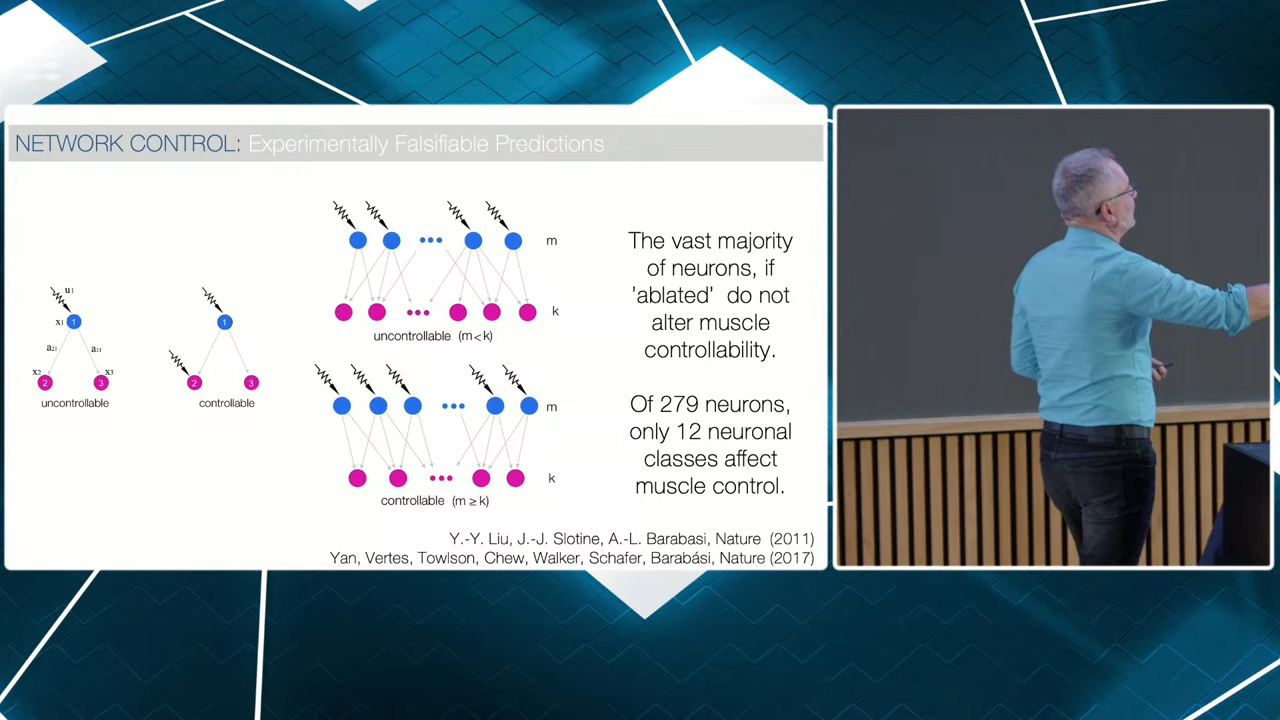 NETWORK CONTROL: Experimentally Falsifiable Predictions
u1
x1 1
a21 a31
x2 x3
2 3
uncontrollable
1
2 3
controllable
m
k
uncontrollable (m<k)
m
k
controllable (m ≥ k)
The vast majority
of neurons, if
'ablated' do not
alter muscle
controllability.
Of 279 neurons,
only 12 neuronal
classes affect
muscle control.
Y.-Y. Liu, J.-J. Slotine, A.-L. Barabasi, Nature (2011)
Yan, Vertes, Towlson, Chew, Walker, Schafer, Barabási, Nature (2017)